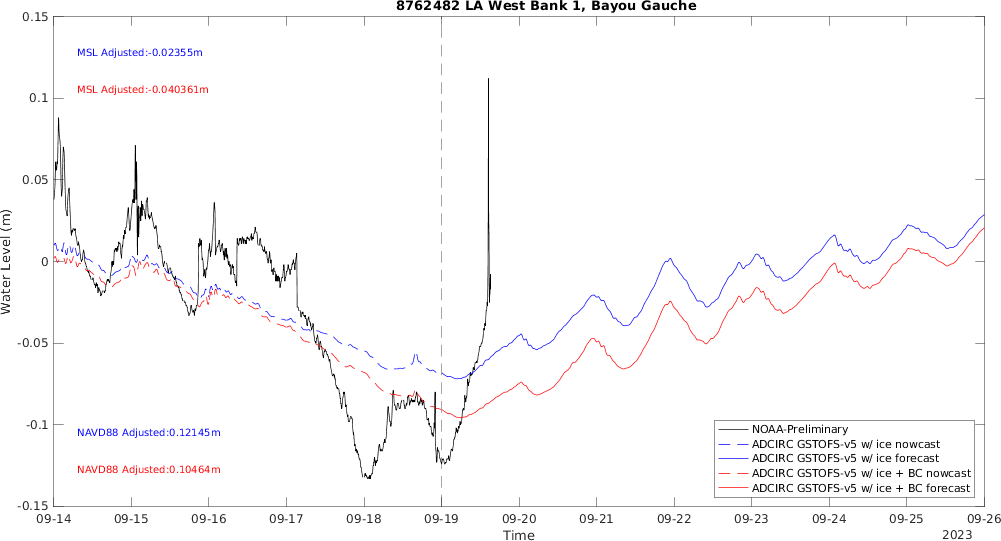 8762482 LA West Bank 1, Bayou Gauche
0.15
MSL Adjusted:-0.02355m
MSL Adjusted:-0.040361m
0.1
0.05
0
-0.05
-0.1
-0.15
Water Level (m)
NAVD88 Adjusted:0.12145m
NAVD88 Adjusted:0.10464m
NOAA-Preliminary
ADCIRC GSTOFS-v5 w/ ice nowcast
ADCIRC GSTOFS-v5 w/ ice forecast
ADCIRC GSTOFS-v5 w/ ice + BC nowcast
ADCIRC GSTOFS-v5 w/ ice + BC forecast
09-14 09-15 09-16 09-17 09-18 09-19 09-20 09-21 09-22 09-23 09-24 09-25 09-26
Time
2023